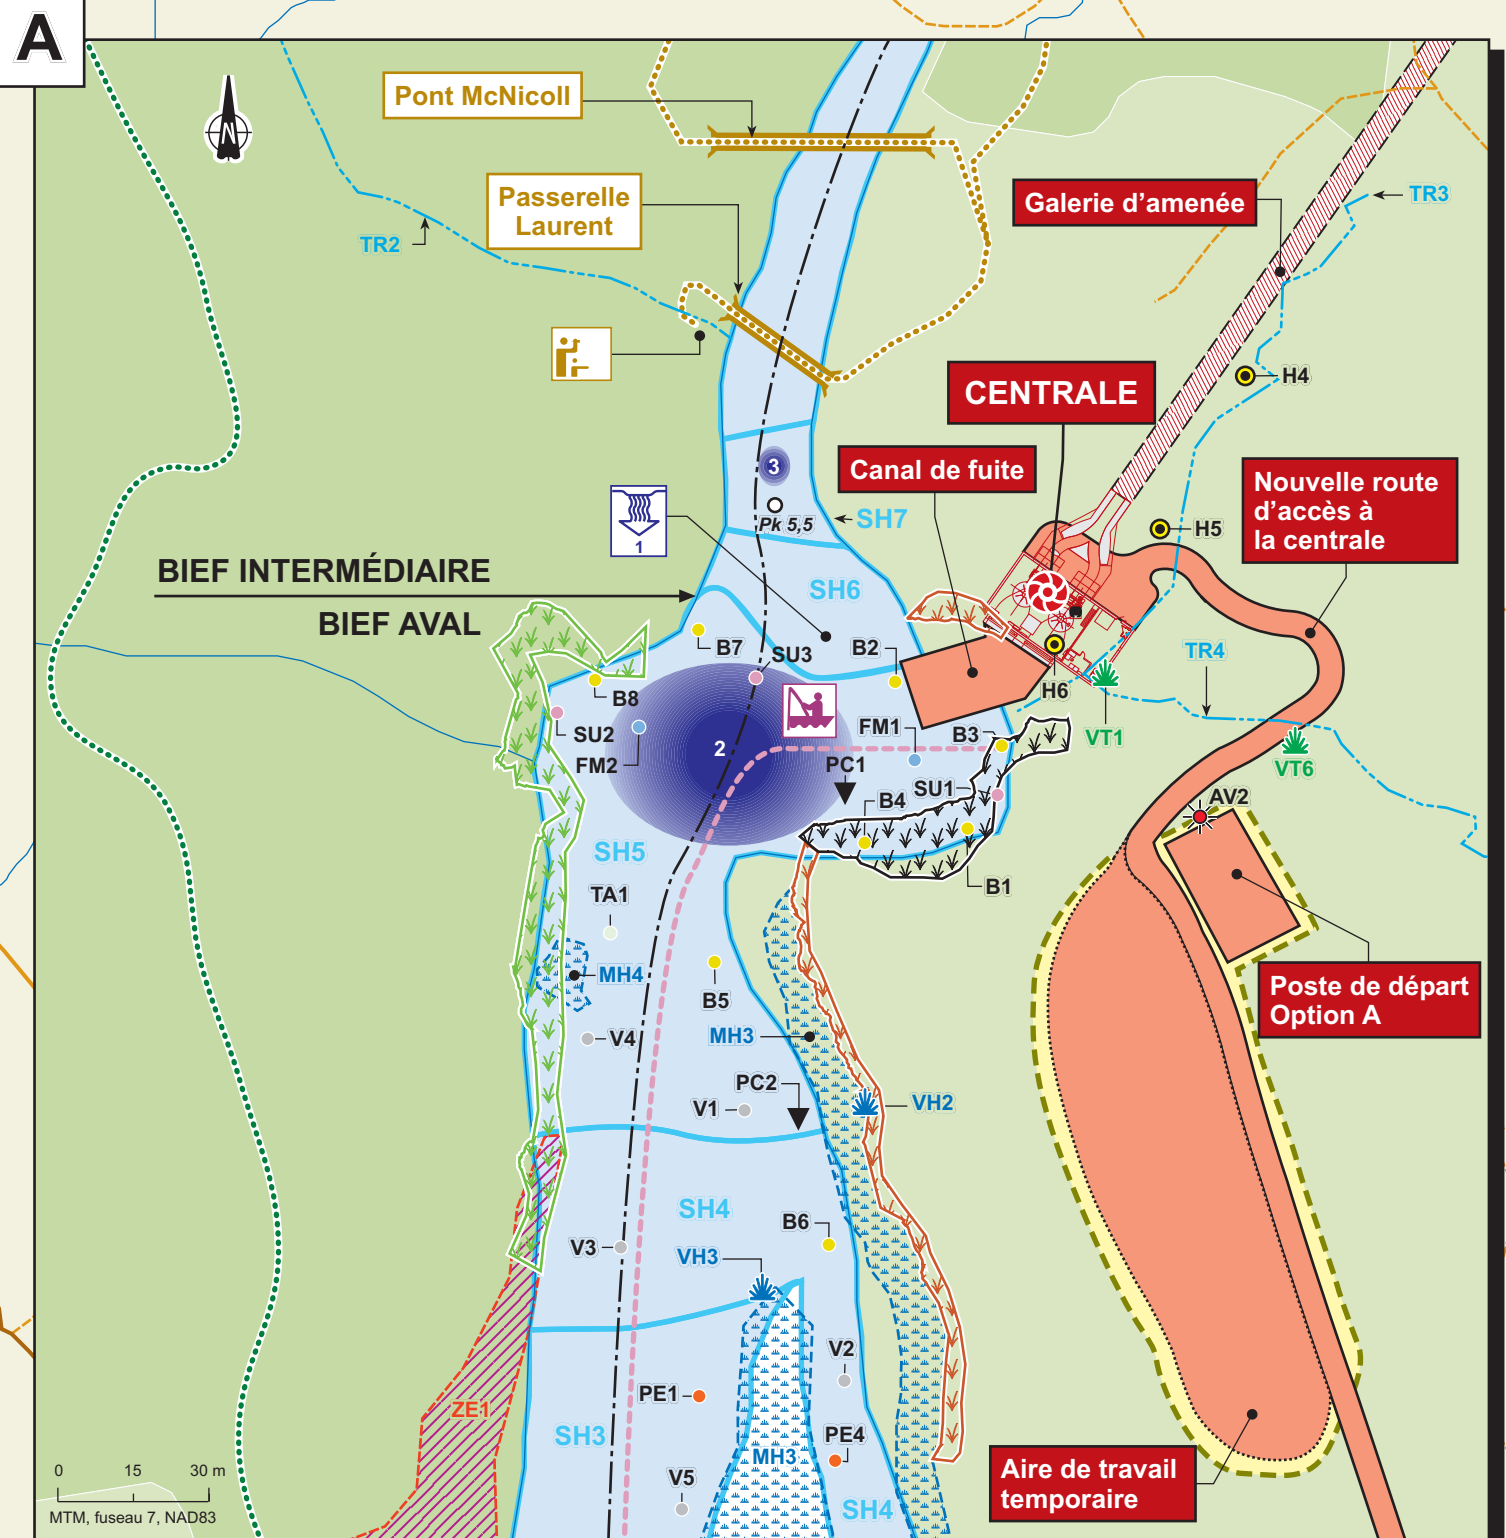 A
N
Pont McNicoll
Passerelle
Laurent
TR2
Galerie d'amenée
TR3
H4
CENTRALE
Canal de fuite
3
Pk 5,5
SH7
H5
Nouvelle route
d'accès à
la centrale
1
BIEF INTERMÉDIAIRE
BIEF AVAL
SH6
B7
SU3
B2
H6
TR4
B8
SU2
FM2
2
FM1
B3
VT1
VT6
PC1
SU1
B4
AV2
SH5
TA1
B1
MH4
B5
Poste de départ
Option A
V4
MH3
PC2
V1
VH2
SH4
B6
V3
VH3
V2
PE1
ZE1
SH3
PE4
MH3
V5
SH4
Aire de travail
temporaire
0 15 30 m
MTM, fuseau 7, NAD83